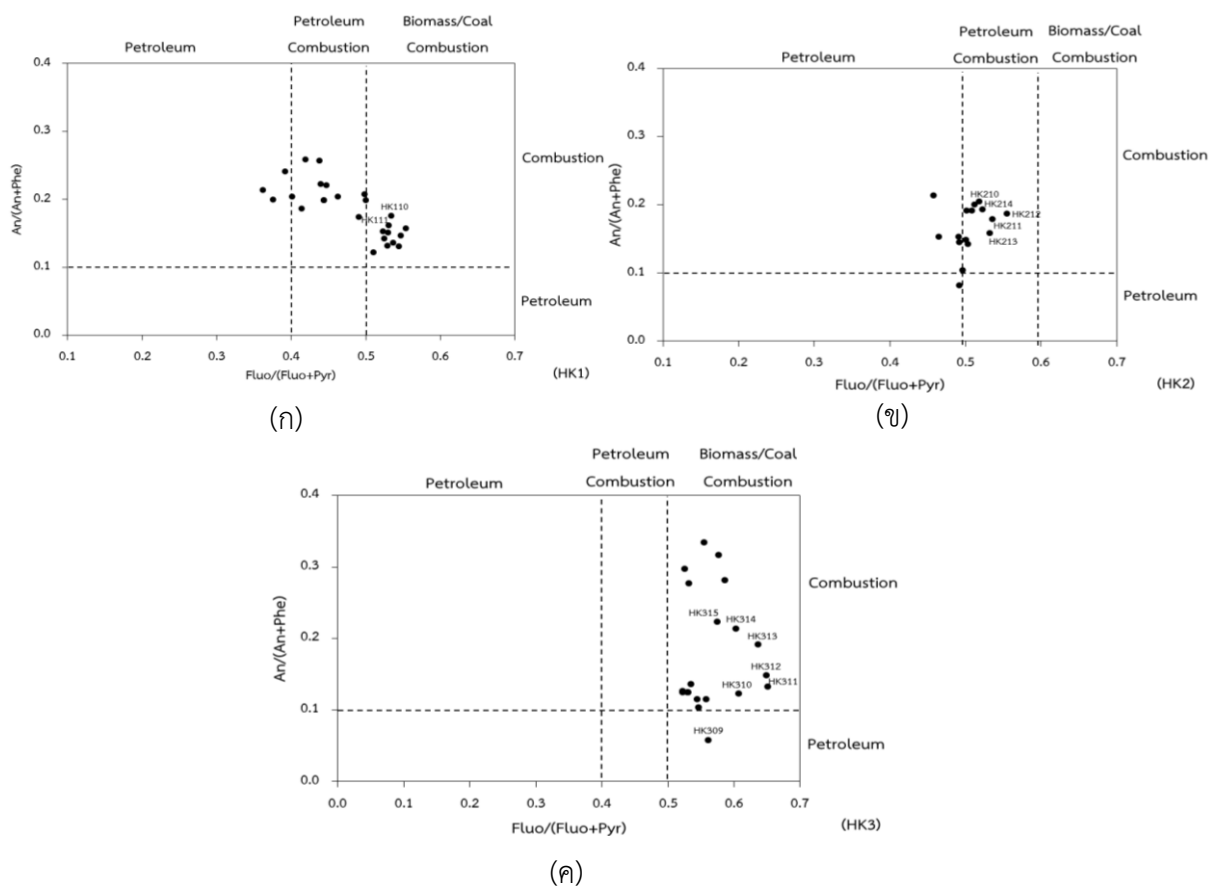 Petroleum
Petroleum
Combustion
Biomass/Coal
Combustion
0.4
0.3
0.2
0.1
0.0
An/(An+Phe)
HK110
HK111
Combustion
Petroleum
0.1 0.2 0.3 0.4 0.5 0.6 0.7
Fluo/(Fluo+Pyr)
(HK1)
(ก)
Petroleum
Petroleum
Combustion
Biomass/Coal
Combustion
0.4
0.3
0.2
0.1
0.0
An/(An+Phe)
HK210
HK214
HK212
HK211
HK213
Combustion
Petroleum
0.1 0.2 0.3 0.4 0.5 0.6 0.7
Fluo/(Fluo+Pyr)
(HK2)
(ข)
Petroleum
Petroleum
Combustion
Biomass/Coal
Combustion
0.4
0.3
0.2
0.1
0.0
An/(An+Phe)
HK315
HK314
HK313
HK312
HK310
HK311
HK309
Combustion
Petroleum
0.0 0.1 0.2 0.3 0.4 0.5 0.6 0.7
Fluo/(Fluo+Pyr)
(HK3)
(ค)